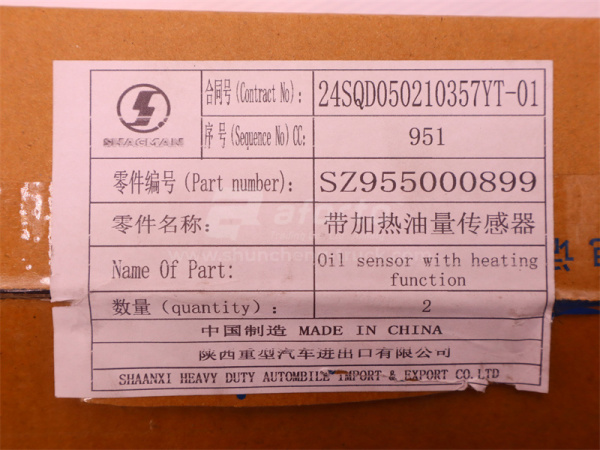 合同号(Contract No): 24SQD050210357YT-01
SHACMAN
序号(Sequence No)CC: 951
零件编号(Part number): SZ955000899
零件名称: 带加热油量传感器
Name Of Part: Oil sensor with heating
function
数量(quantity): 2
中国制造 MADE IN CHINA
陕西重型汽车进出口有限公司
SHAANXI HEAVY DUTY AUTOMBILE IMPORT & EXPORT CO.LTD